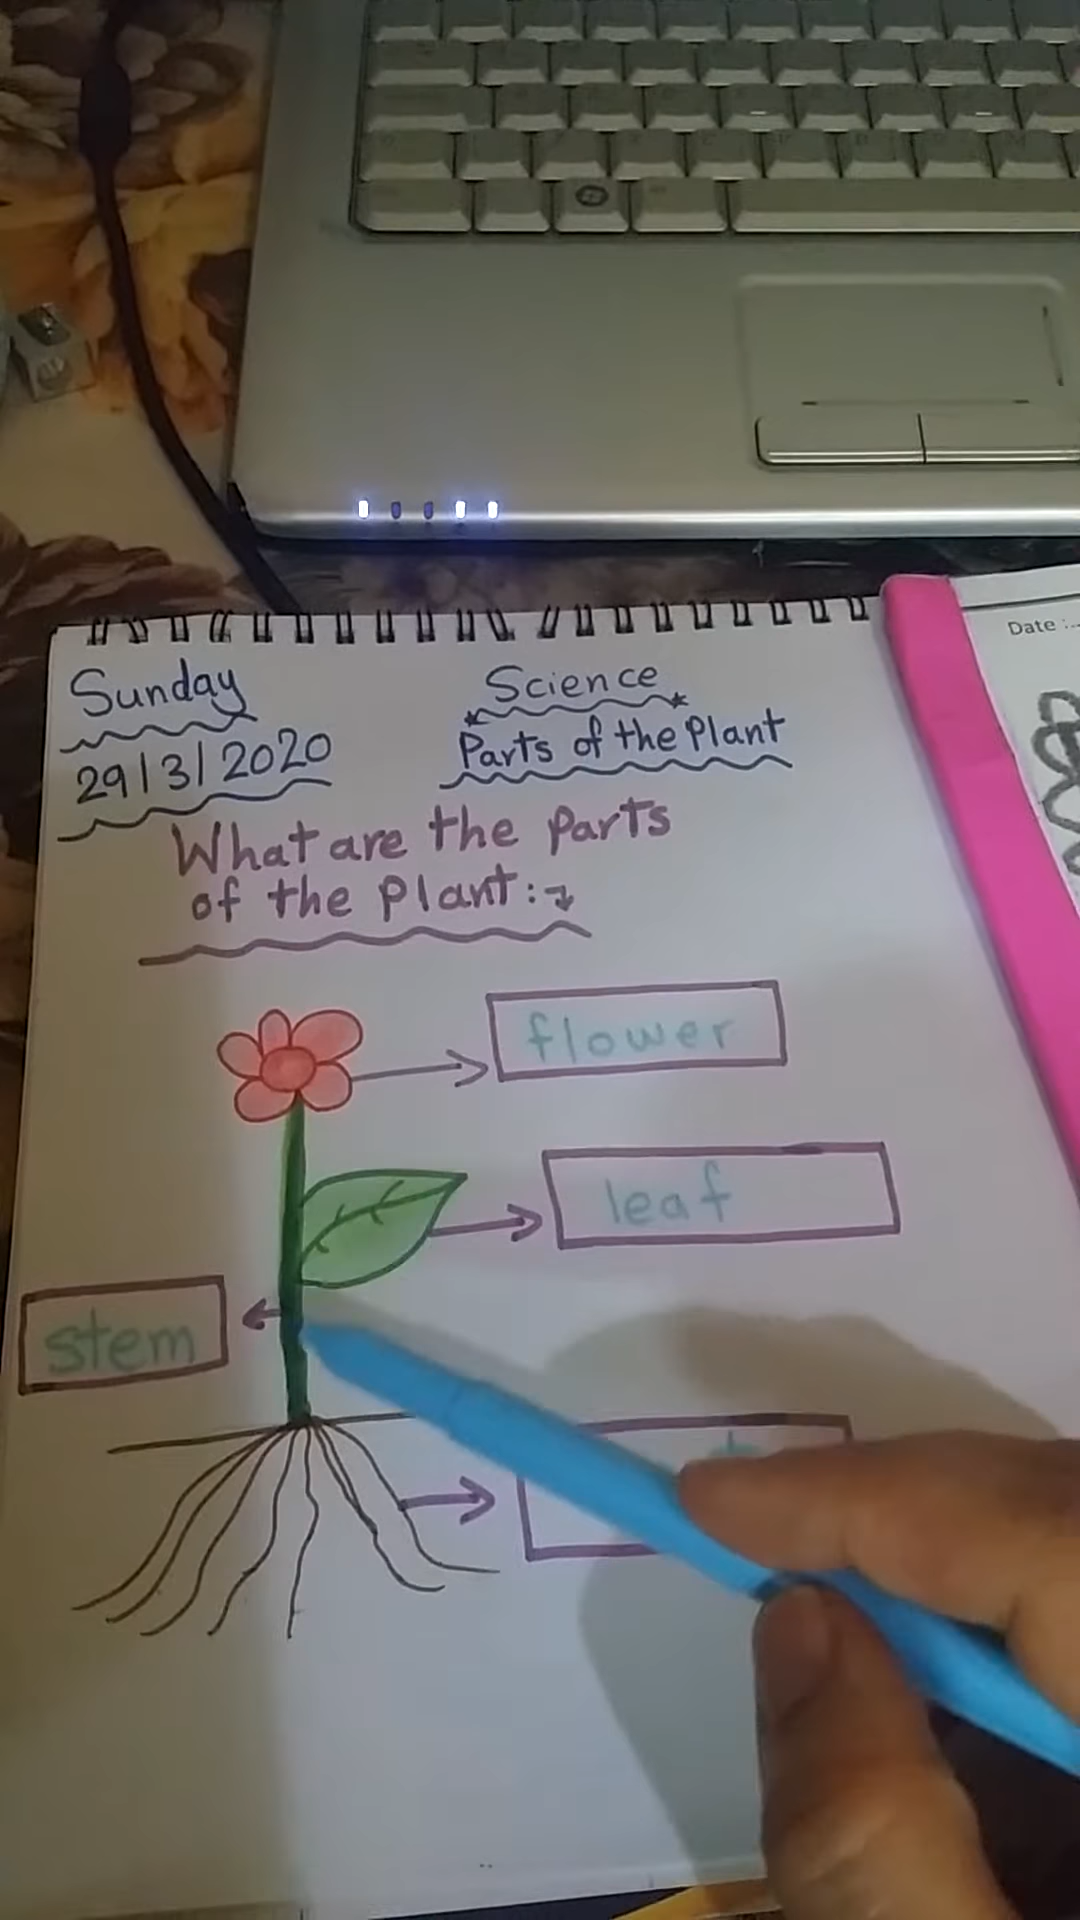 Sunday
29/3/2020
Science
Parts of the Plant
What are the parts
of the plant:
flower
leaf
stem
Date :..